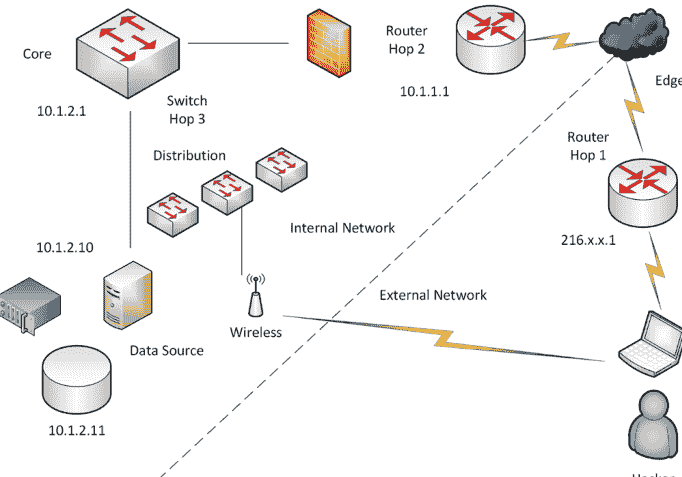 Core
Router
Hop 2
Edge
10.1.1.1
10.1.2.1
Switch
Hop 3
Router
Hop 1
Distribution
Internal Network
216.x.x.1
10.1.2.10
External Network
Wireless
Data Source
10.1.2.11